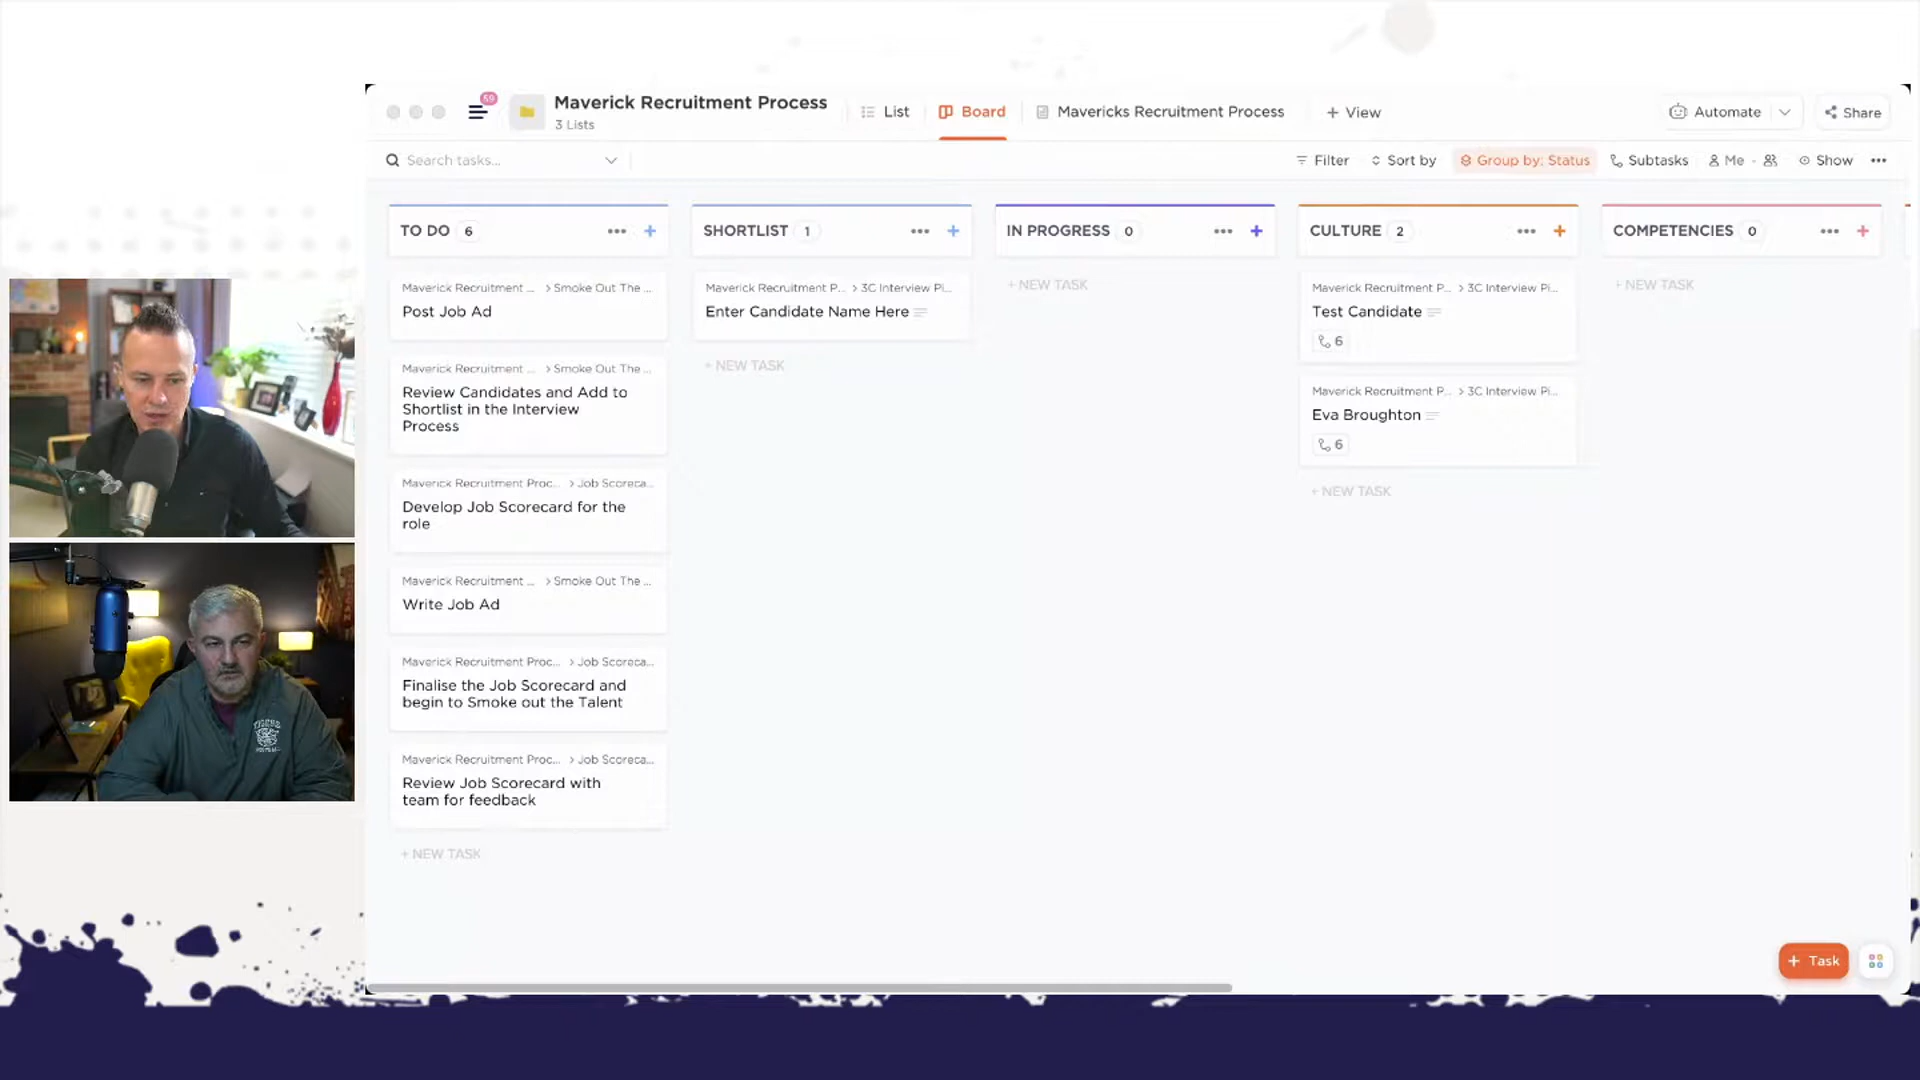 59
Maverick Recruitment Process
3 Lists
List
Board
Mavericks Recruitment Process
+ View
Automate
Share
Search tasks...
Filter
Sort by
Group by: Status
Subtasks
Me
Show
TO DO 6
Maverick Recruitment ... > Smoke Out The ...
Post Job Ad
Maverick Recruitment ... > Smoke Out The ...
Review Candidates and Add to
Shortlist in the Interview
Process
Maverick Recruitment Proc... > Job Scoreca...
Develop Job Scorecard for the
role
Maverick Recruitment ... > Smoke Out The ...
Write Job Ad
Maverick Recruitment Proc... > Job Scoreca...
Finalise the Job Scorecard and
begin to Smoke out the Talent
Maverick Recruitment Proc... > Job Scoreca...
Review Job Scorecard with
team for feedback
+ NEW TASK
SHORTLIST 1
Maverick Recruitment P... > 3C Interview Pi...
Enter Candidate Name Here
+ NEW TASK
IN PROGRESS 0
+ NEW TASK
CULTURE 2
Maverick Recruitment P... > 3C Interview Pi...
Test Candidate
6
Maverick Recruitment P... > 3C Interview Pi...
Eva Broughton
6
+ NEW TASK
COMPETENCIES 0
+ NEW TASK
+ Task
TIGERS